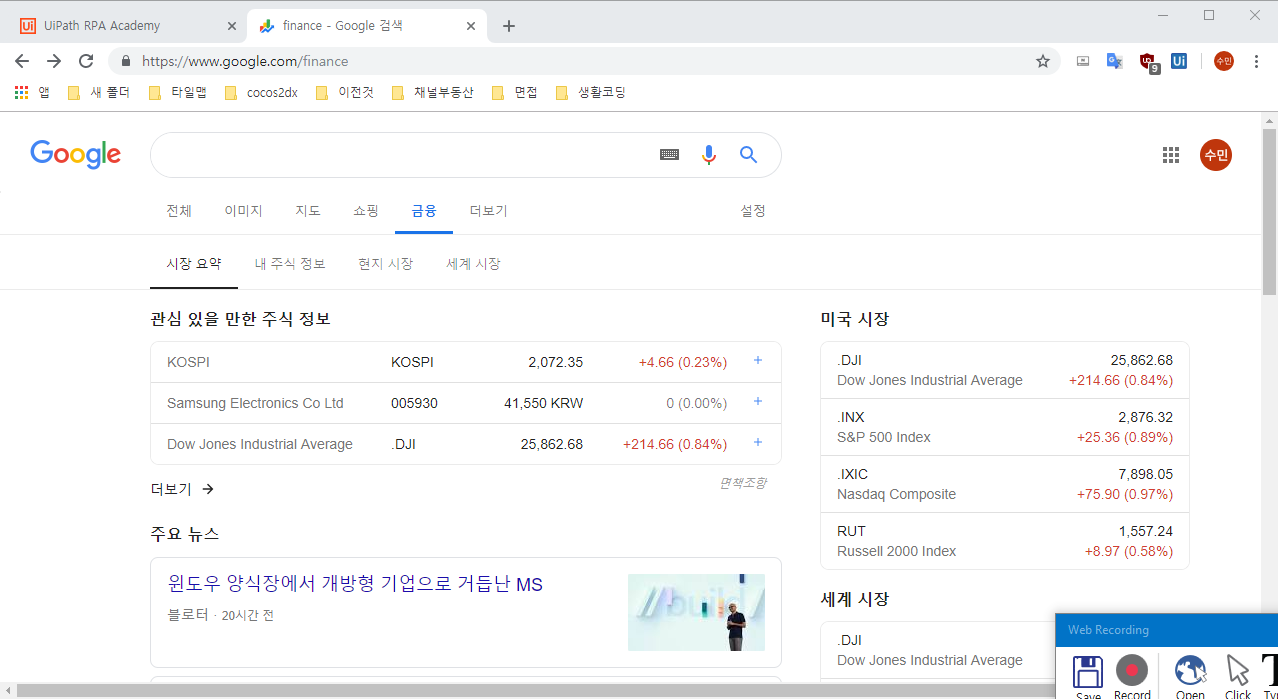 UiPath RPA Academy
finance - Google 검색
https://www.google.com/finance
9
Ui
수민
앱 새 폴더 타일맵 cocos2dx 이전것 채널부동산 면접 생활코딩
Google
수민
전체 이미지 지도 쇼핑 금융 더보기 설정
시장 요약 내 주식 정보 현지 시장 세계 시장
관심 있을 만한 주식 정보
KOSPI KOSPI 2,072.35 +4.66 (0.23%) +
Samsung Electronics Co Ltd 005930 41,550 KRW 0 (0.00%) +
Dow Jones Industrial Average .DJI 25,862.68 +214.66 (0.84%) +
더보기 →
면책조항
주요 뉴스
윈도우 양식장에서 개방형 기업으로 거듭난 MS
블로터 · 20시간 전
//build/
미국 시장
.DJI 25,862.68
Dow Jones Industrial Average +214.66 (0.84%)
.INX 2,876.32
S&P 500 Index +25.36 (0.89%)
.IXIC 7,898.05
Nasdaq Composite +75.90 (0.97%)
RUT 1,557.24
Russell 2000 Index +8.97 (0.58%)
세계 시장
.DJI
Dow Jones Industrial Average
Web Recording
Save Record Open Click